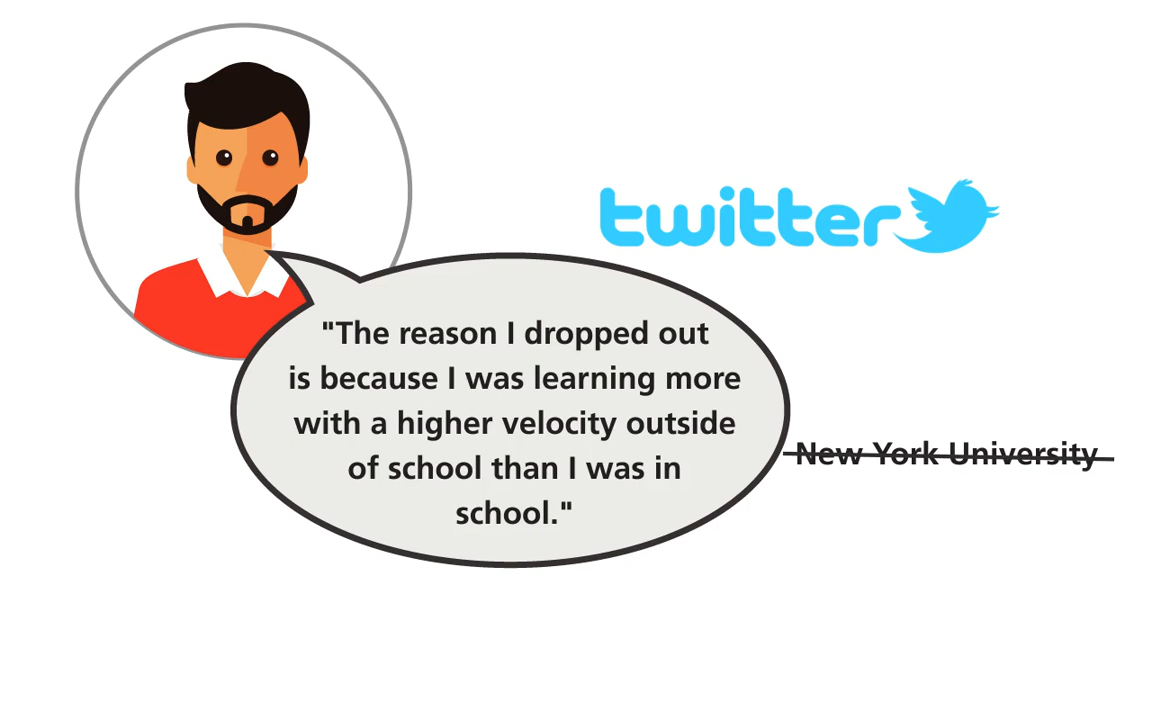 twitter
"The reason I dropped out
is because I was learning more
with a higher velocity outside
of school than I was in
school."
New York University